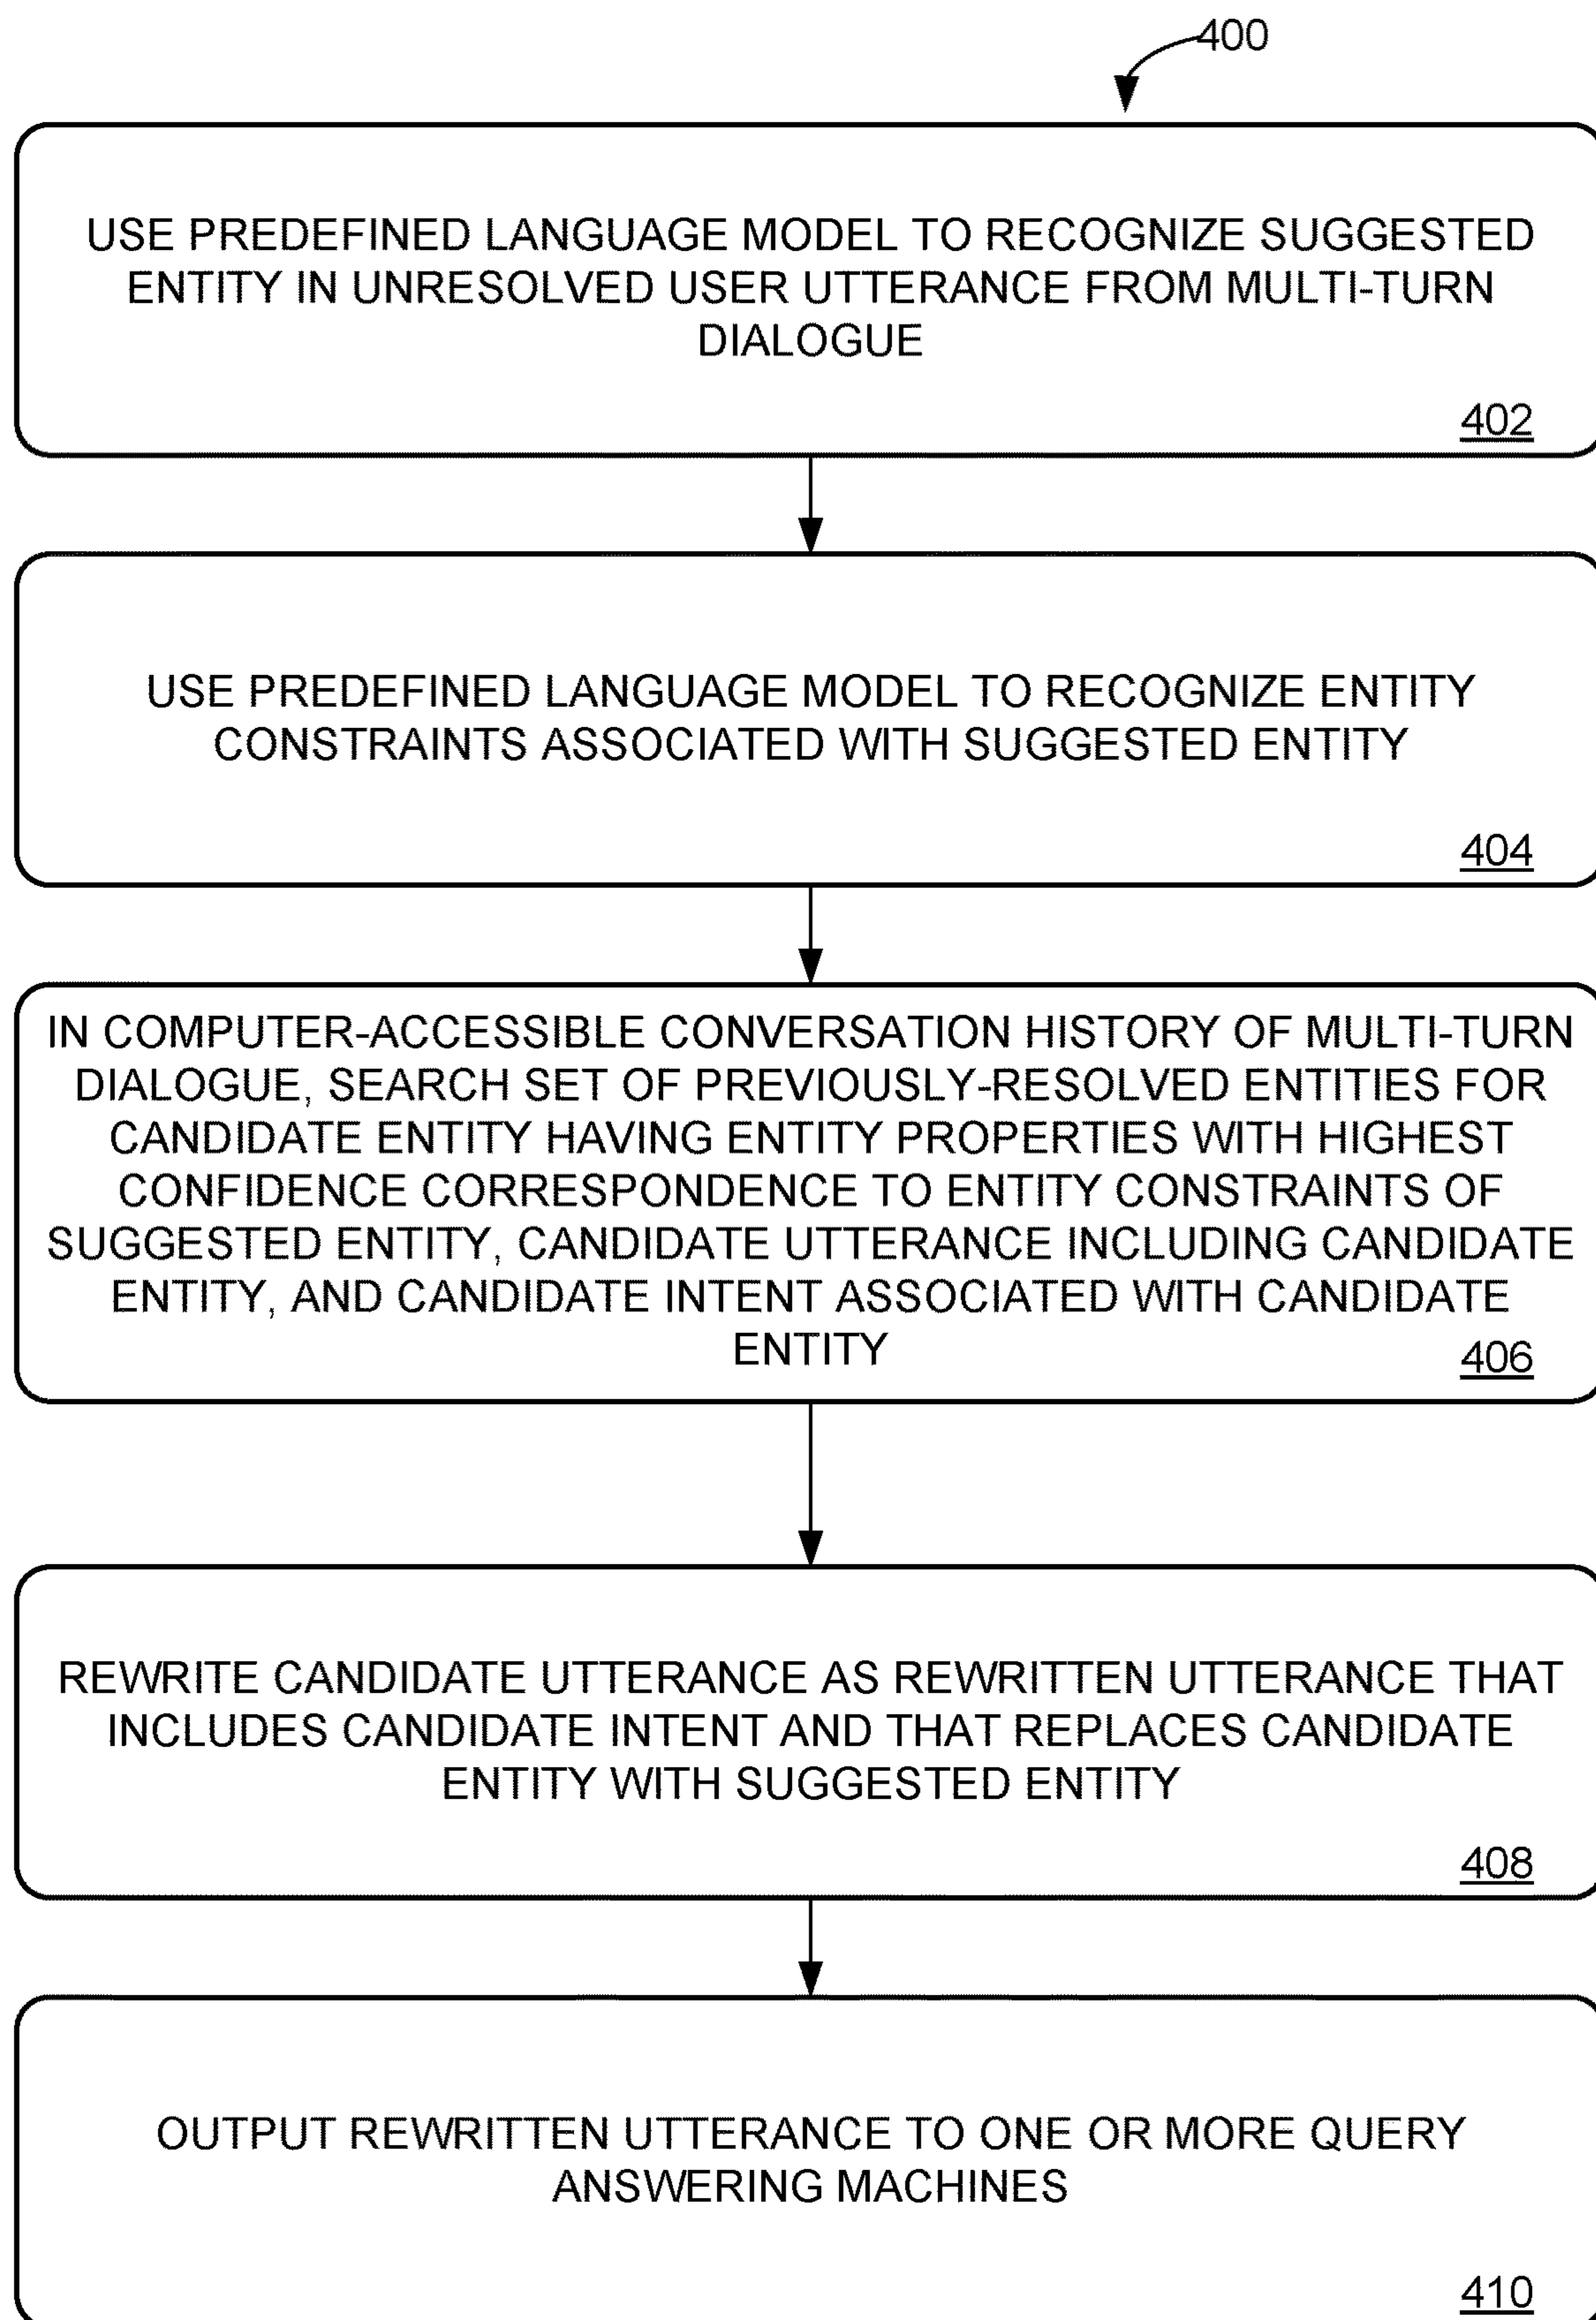 400
USE PREDEFINED LANGUAGE MODEL TO RECOGNIZE SUGGESTED
ENTITY IN UNRESOLVED USER UTTERANCE FROM MULTI-TURN
DIALOGUE
402
USE PREDEFINED LANGUAGE MODEL TO RECOGNIZE ENTITY
CONSTRAINTS ASSOCIATED WITH SUGGESTED ENTITY
404
IN COMPUTER-ACCESSIBLE CONVERSATION HISTORY OF MULTI-TURN
DIALOGUE, SEARCH SET OF PREVIOUSLY-RESOLVED ENTITIES FOR
CANDIDATE ENTITY HAVING ENTITY PROPERTIES WITH HIGHEST
CONFIDENCE CORRESPONDENCE TO ENTITY CONSTRAINTS OF
SUGGESTED ENTITY, CANDIDATE UTTERANCE INCLUDING CANDIDATE
ENTITY, AND CANDIDATE INTENT ASSOCIATED WITH CANDIDATE
ENTITY
406
REWRITE CANDIDATE UTTERANCE AS REWRITTEN UTTERANCE THAT
INCLUDES CANDIDATE INTENT AND THAT REPLACES CANDIDATE
ENTITY WITH SUGGESTED ENTITY
408
OUTPUT REWRITTEN UTTERANCE TO ONE OR MORE QUERY
ANSWERING MACHINES
410